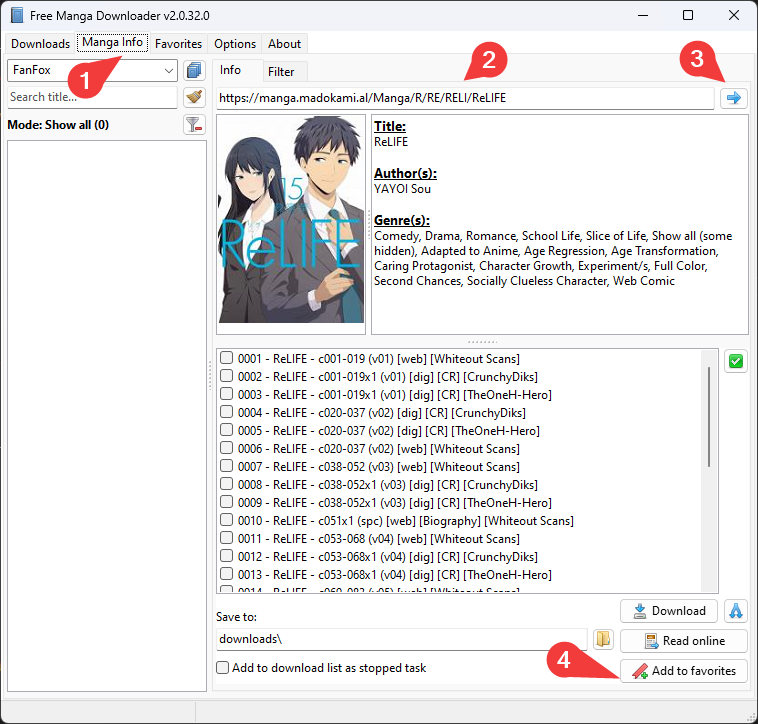 Free Manga Downloader v2.0.32.0
Downloads Manga Info Favorites Options About
1
2
3
FanFox
Info Filter
Search title...
https://manga.madokami.al/Manga/R/RE/RELI/ReLIFE
Mode: Show all (0)
15
ReLIFE
Title:
ReLIFE
Author(s):
YAYOI Sou
Genre(s):
Comedy, Drama, Romance, School Life, Slice of Life, Show all (some
hidden), Adapted to Anime, Age Regression, Age Transformation,
Caring Protagonist, Character Growth, Experiment/s, Full Color,
Second Chances, Socially Clueless Character, Web Comic
0001 - ReLIFE - c001-019 (v01) [web] [Whiteout Scans]
0002 - ReLIFE - c001-019x1 (v01) [dig] [CR] [CrunchyDiks]
0003 - ReLIFE - c001-019x1 (v01) [dig] [CR] [TheOneH-Hero]
0004 - ReLIFE - c020-037 (v02) [dig] [CR] [CrunchyDiks]
0005 - ReLIFE - c020-037 (v02) [dig] [CR] [TheOneH-Hero]
0006 - ReLIFE - c020-037 (v02) [web] [Whiteout Scans]
0007 - ReLIFE - c038-052 (v03) [web] [Whiteout Scans]
0008 - ReLIFE - c038-052x1 (v03) [dig] [CR] [CrunchyDiks]
0009 - ReLIFE - c038-052x1 (v03) [dig] [CR] [TheOneH-Hero]
0010 - ReLIFE - c051x1 (spc) [web] [Biography] [Whiteout Scans]
0011 - ReLIFE - c053-068 (v04) [web] [Whiteout Scans]
0012 - ReLIFE - c053-068x1 (v04) [dig] [CR] [CrunchyDiks]
0013 - ReLIFE - c053-068x1 (v04) [dig] [CR] [TheOneH-Hero]
0014 - ReLIFE - c069-083 (v05) [web] [Whiteout Scans]
Download
Save to:
downloads\
Read online
4
Add to download list as stopped task
Add to favorites